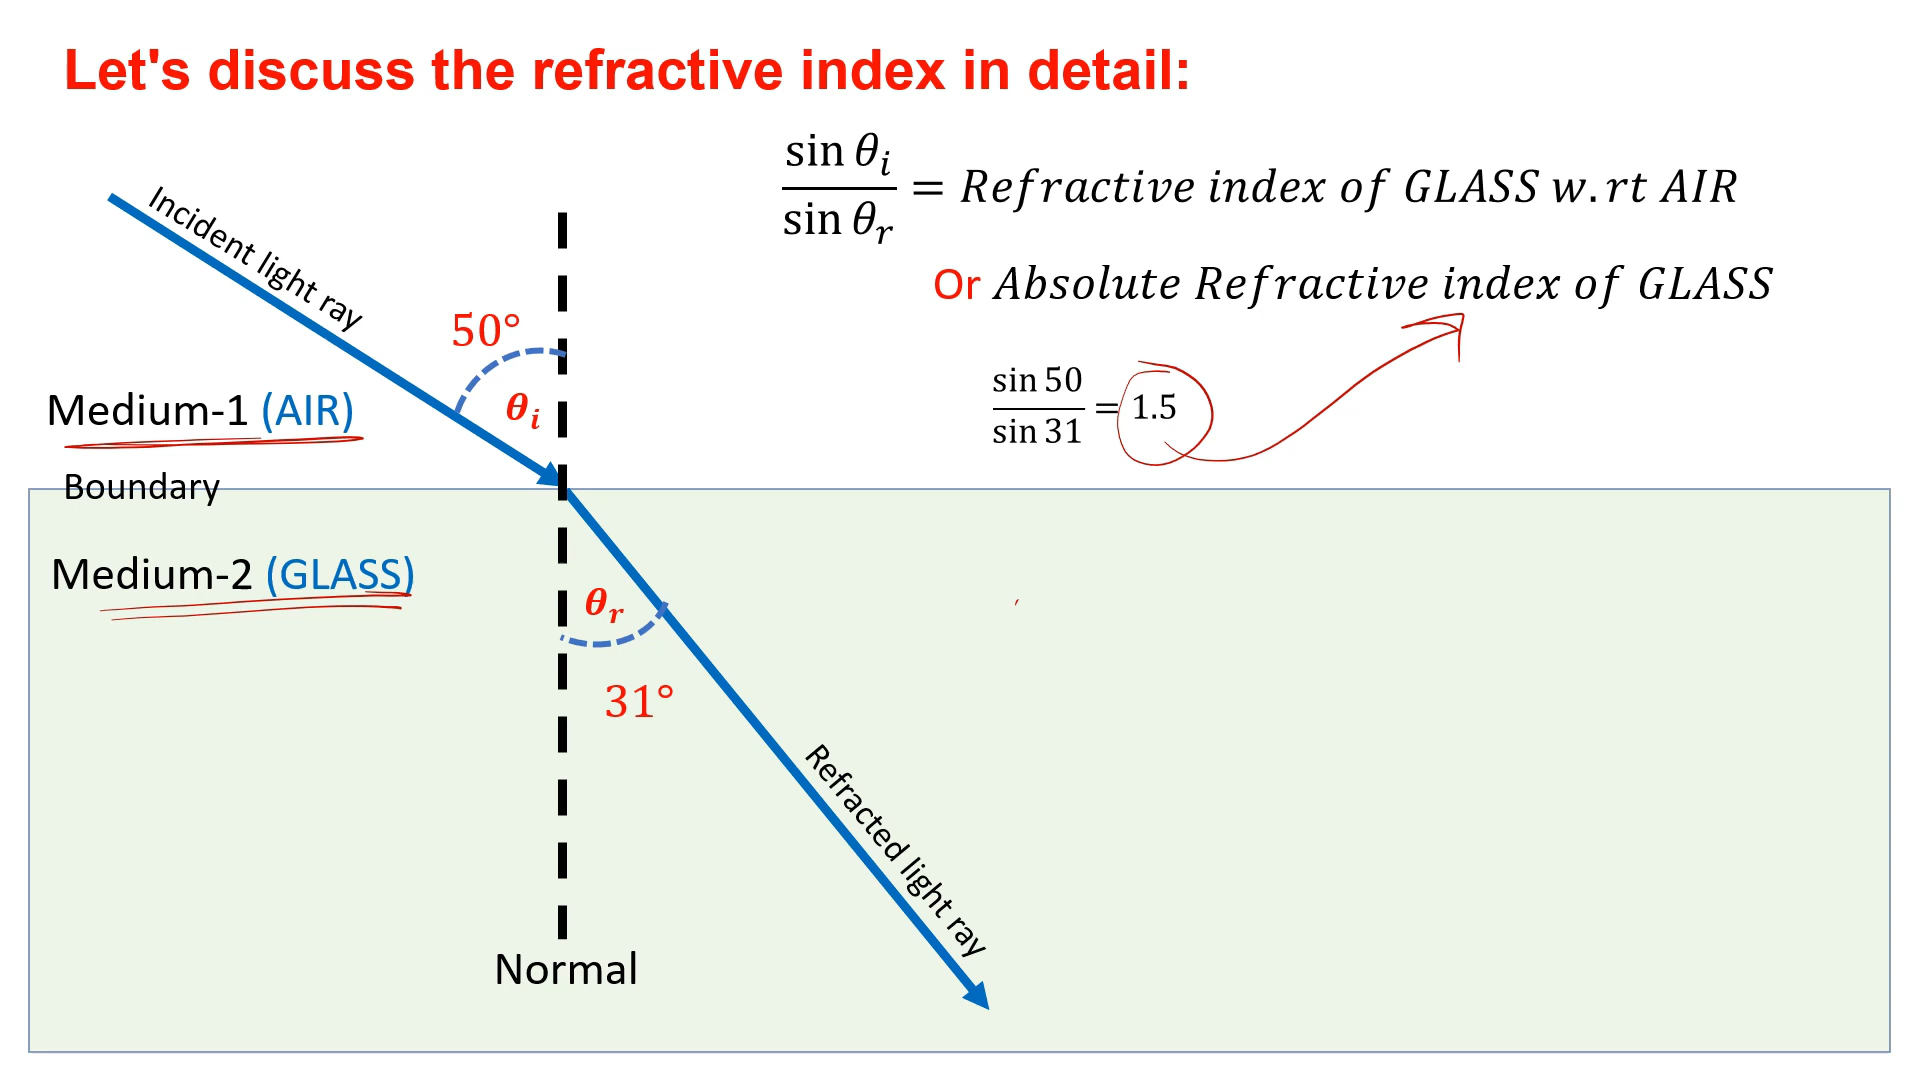 Let's discuss the refractive index in detail:
sin θi / sin θr = Refractive index of GLASS w.rt AIR
Or Absolute Refractive index of GLASS
sin 50 / sin 31 = 1.5
Incident light ray
50°
θi
Medium-1 (AIR)
Boundary
Medium-2 (GLASS)
θr
31°
Refracted light ray
Normal